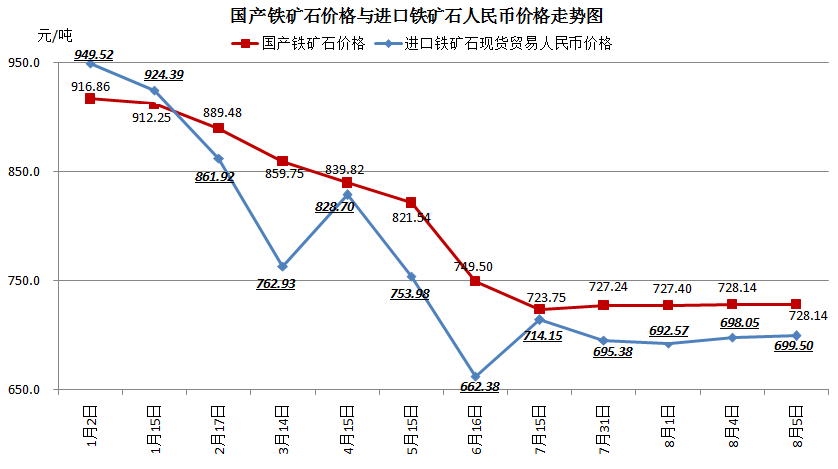 国产铁矿石价格与进口铁矿石人民币价格走势图
元/吨
国产铁矿石价格 进口铁矿石现货贸易人民币价格
950.0
850.0
750.0
650.0
916.86
912.25
889.48
859.75
839.82
821.54
749.50
723.75
727.24
727.40
728.14
728.14
949.52
924.39
861.92
762.93
828.70
753.98
662.38
714.15
695.38
692.57
698.05
699.50
1月2日
1月15日
2月17日
3月14日
4月15日
5月15日
6月16日
7月15日
7月31日
8月1日
8月4日
8月5日